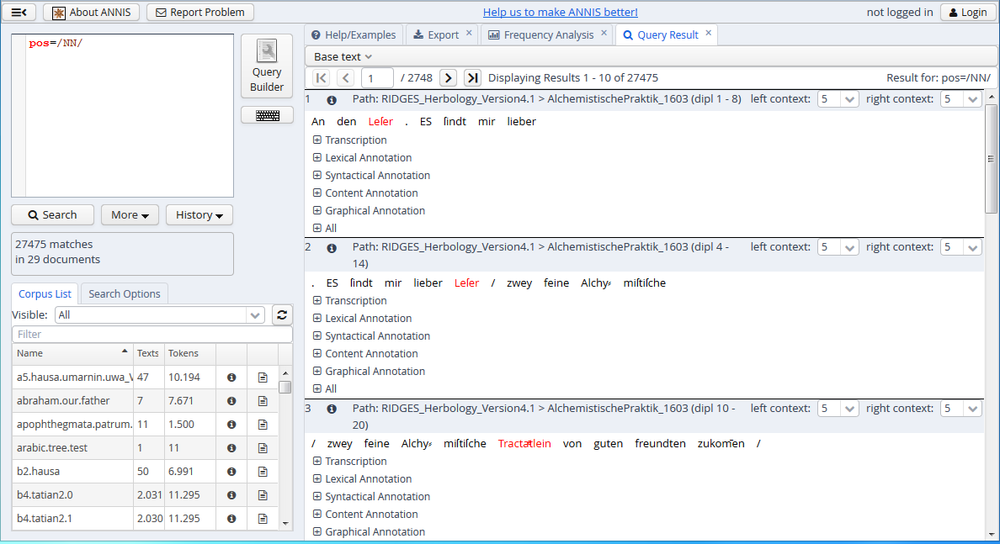 About ANNIS
Report Problem
Help us to make ANNIS better!
not logged in
Login
pos=/NN/
Query
Builder
Search
More
History
27475 matches
in 29 documents
Corpus List
Search Options
Visible:
All
Filter
Name Texts Tokens
a5.hausa.umarnin.uwa_V 47 10.194
abraham.our.father 7 7.671
apophthegmata.patrum. 11 1.500
arabic.tree.test 1 11
b2.hausa 50 6.991
b4.tatian2.0 2.031 11.295
b4.tatian2.1 2.030 11.295
Help/Examples
Export
Frequency Analysis
Query Result
Base text
1 / 2748 Displaying Results 1 - 10 of 27475 Result for: pos=/NN/
1 Path: RIDGES_Herbology_Version4.1 > AlchemistischePraktik_1603 (dipl 1 - 8) left context: 5 right context: 5
An den Leſer . ES ſindt mir lieber
Transcription
Lexical Annotation
Syntactical Annotation
Content Annotation
Graphical Annotation
All
2 Path: RIDGES_Herbology_Version4.1 > AlchemistischePraktik_1603 (dipl 4 - left context: 5 right context: 5
14)
. ES ſindt mir lieber Leſer / zwey feine Alchy⸗ miſtiſche
Transcription
Lexical Annotation
Syntactical Annotation
Content Annotation
Graphical Annotation
All
3 Path: RIDGES_Herbology_Version4.1 > AlchemistischePraktik_1603 (dipl 10 - left context: 5 right context: 5
20)
/ zwey feine Alchy⸗ miſtiſche von guten freundten zukom̃en /
Transcription
Lexical Annotation
Syntactical Annotation
Content Annotation
Graphical Annotation